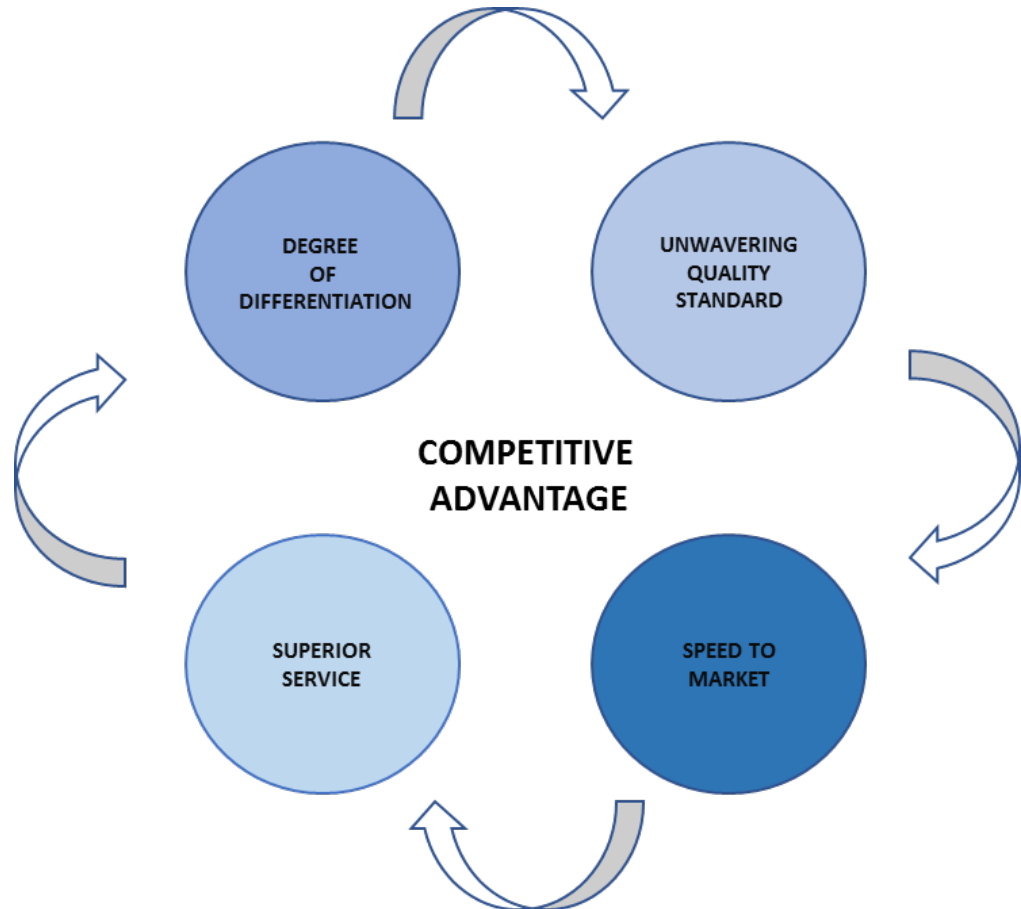 DEGREE
OF
DIFFERENTIATION
UNWAVERING
QUALITY
STANDARD
COMPETITIVE
ADVANTAGE
SUPERIOR
SERVICE
SPEED TO
MARKET